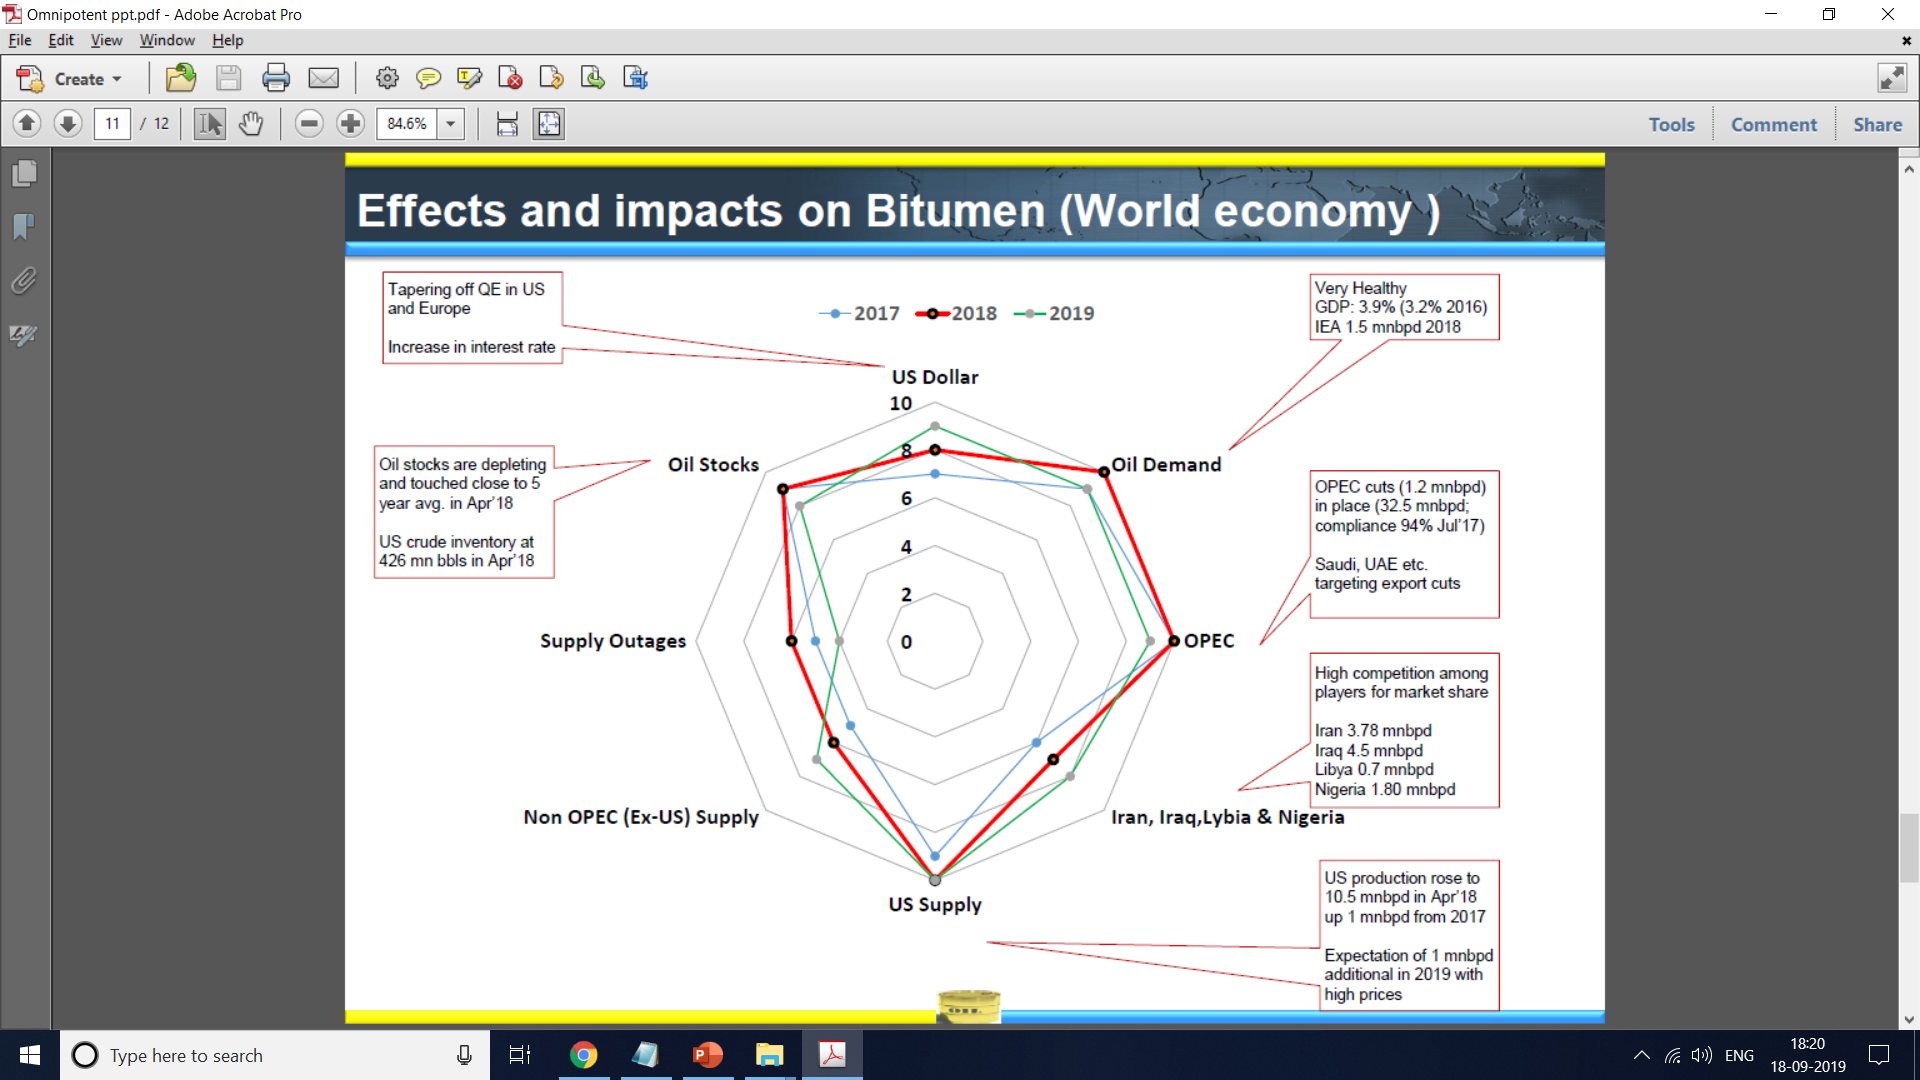 Omnipotent ppt.pdf - Adobe Acrobat Pro
File Edit View Window Help
Create
11 / 12
84.6%
Tools Comment Share
Effects and impacts on Bitumen (World economy )
Tapering off QE in US
and Europe
Increase in interest rate
2017 2018 2019
Very Healthy
GDP: 3.9% (3.2% 2016)
IEA 1.5 mnbpd 2018
US Dollar
10
8
6
4
2
0
Oil Stocks
Oil Demand
Oil stocks are depleting
and touched close to 5
year avg. in Apr'18
US crude inventory at
426 mn bbls in Apr'18
OPEC cuts (1.2 mnbpd)
in place (32.5 mnbpd;
compliance 94% Jul'17)
Saudi, UAE etc.
targeting export cuts
Supply Outages
OPEC
High competition among
players for market share
Iran 3.78 mnbpd
Iraq 4.5 mnbpd
Libya 0.7 mnbpd
Nigeria 1.80 mnbpd
Non OPEC (Ex-US) Supply
Iran, Iraq,Lybia & Nigeria
US Supply
US production rose to
10.5 mnbpd in Apr'18
up 1 mnbpd from 2017
Expectation of 1 mnbpd
additional in 2019 with
high prices
Type here to search
ENG
18:20
18-09-2019